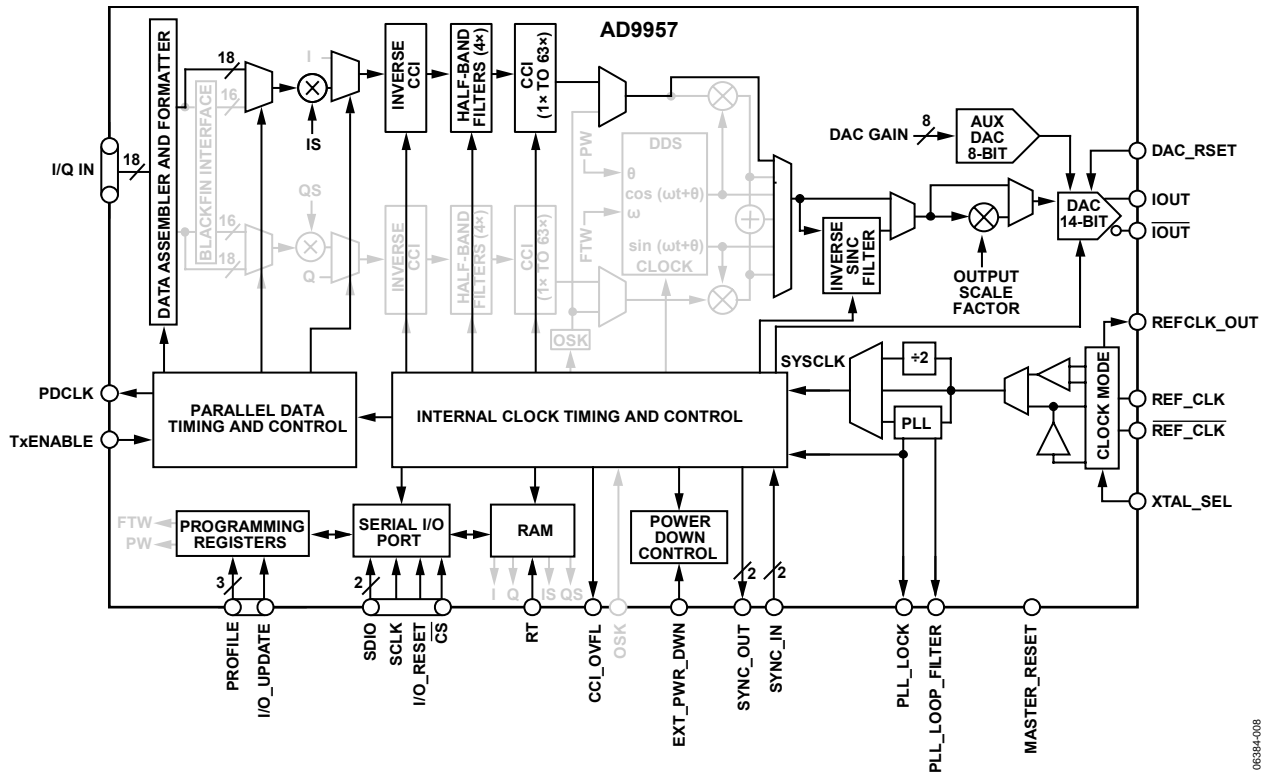 AD9957
DATA ASSEMBLER AND FORMATTER
18
BLACKFIN INTERFACE
16
I
IS
INVERSE
CCI
HALF-BAND
FILTERS (4×)
CCI
(1× TO 63×)
I/Q IN
18
PW
DDS
θ
cos (ωt+θ)
ω
FTW
sin (ωt+θ)
CLOCK
QS
16
18
Q
INVERSE
CCI
HALF-BAND
FILTERS (4×)
CCI
(1× TO 63×)
OSK
DAC GAIN
8
AUX
DAC
8-BIT
DAC_RSET
IOUT
DAC
14-BIT
IOUT
INVERSE
SINC
FILTER
OUTPUT
SCALE
FACTOR
REFCLK_OUT
SYSCLK
÷2
PLL
CLOCK MODE
REF_CLK
REF_CLK
XTAL_SEL
PDCLK
TxENABLE
PARALLEL DATA
TIMING AND CONTROL
INTERNAL CLOCK TIMING AND CONTROL
FTW
PW
PROGRAMMING
REGISTERS
SERIAL I/O
PORT
RAM
POWER
DOWN
CONTROL
3
2
I
Q
IS
QS
2
2
PROFILE
I/O_UPDATE
SDIO
SCLK
I/O_RESET
CS
RT
CCI_OVFL
OSK
EXT_PWR_DWN
SYNC_OUT
SYNC_IN
PLL_LOCK
PLL_LOOP_FILTER
MASTER_RESET
06384-008